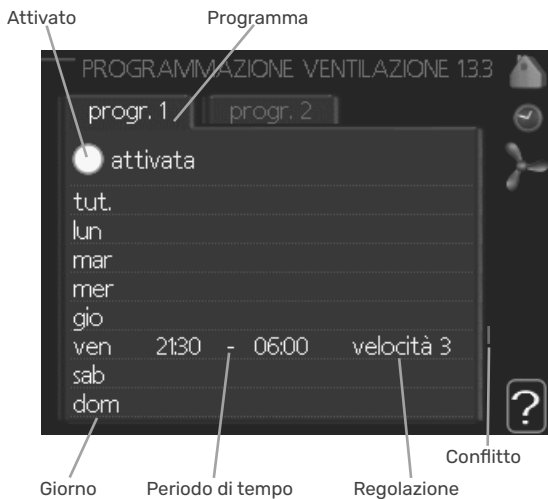 Attivato Programma
PROGRAMMAZIONE VENTILAZIONE 1.3.3
progr. 1 progr. 2
attivata
tut.
lun
mar
mer
gio
ven 21:30 - 06:00 velocità 3
sab
dom
?
Conflitto
Giorno Periodo di tempo Regolazione